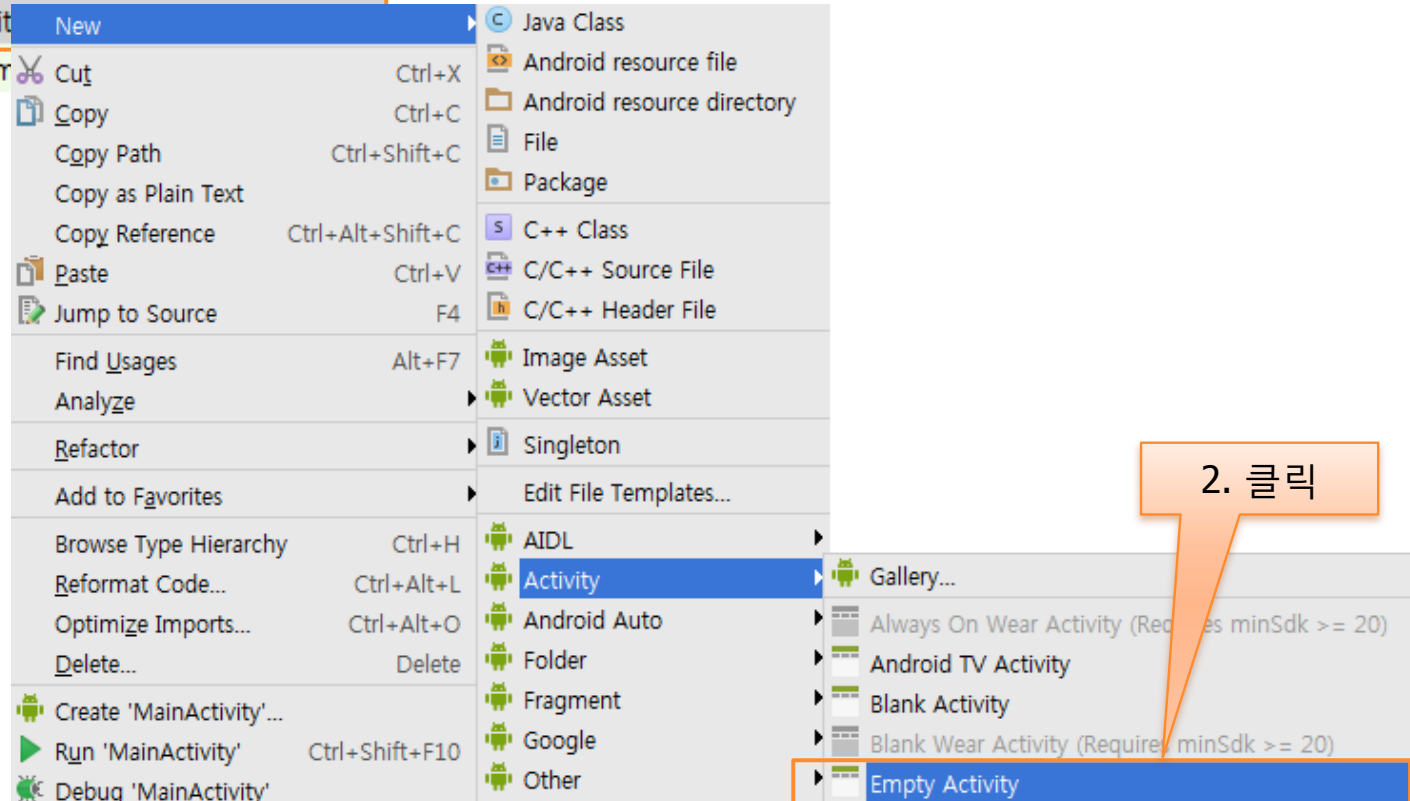 New
Cut Ctrl+X
Copy Ctrl+C
Copy Path Ctrl+Shift+C
Copy as Plain Text
Copy Reference Ctrl+Alt+Shift+C
Paste Ctrl+V
Jump to Source F4
Find Usages Alt+F7
Analyze
Refactor
Add to Favorites
Browse Type Hierarchy Ctrl+H
Reformat Code... Ctrl+Alt+L
Optimize Imports... Ctrl+Alt+O
Delete... Delete
Create 'MainActivity'...
Run 'MainActivity' Ctrl+Shift+F10
Debug 'MainActivity'
Java Class
Android resource file
Android resource directory
File
Package
C++ Class
C/C++ Source File
C/C++ Header File
Image Asset
Vector Asset
Singleton
Edit File Templates...
AIDL
Activity
Android Auto
Folder
Fragment
Google
Other
2. 클릭
Gallery...
Always On Wear Activity minSdk >= 20)
Android TV Activity
Blank Activity
Blank Wear Activity (Requires minSdk >= 20)
Empty Activity